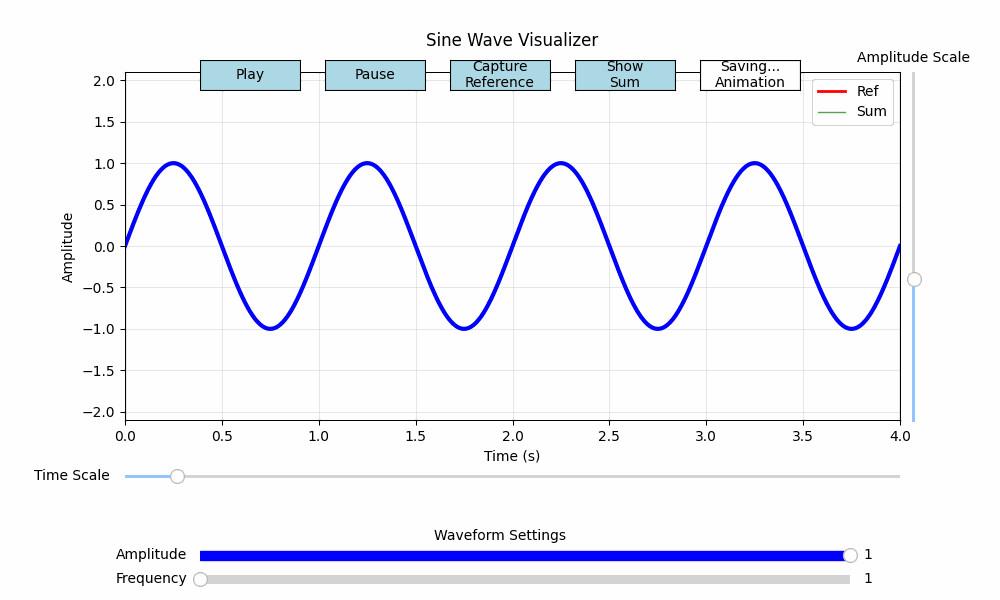 Sine Wave Visualizer
Amplitude Scale
Play
Pause
Capture
Reference
Show
Sum
Saving...
Animation
Ref
Sum
2.0
1.5
1.0
0.5
0.0
−0.5
−1.0
−1.5
−2.0
Amplitude
0.0 0.5 1.0 1.5 2.0 2.5 3.0 3.5 4.0
Time (s)
Time Scale
Waveform Settings
Amplitude 1
Frequency 1